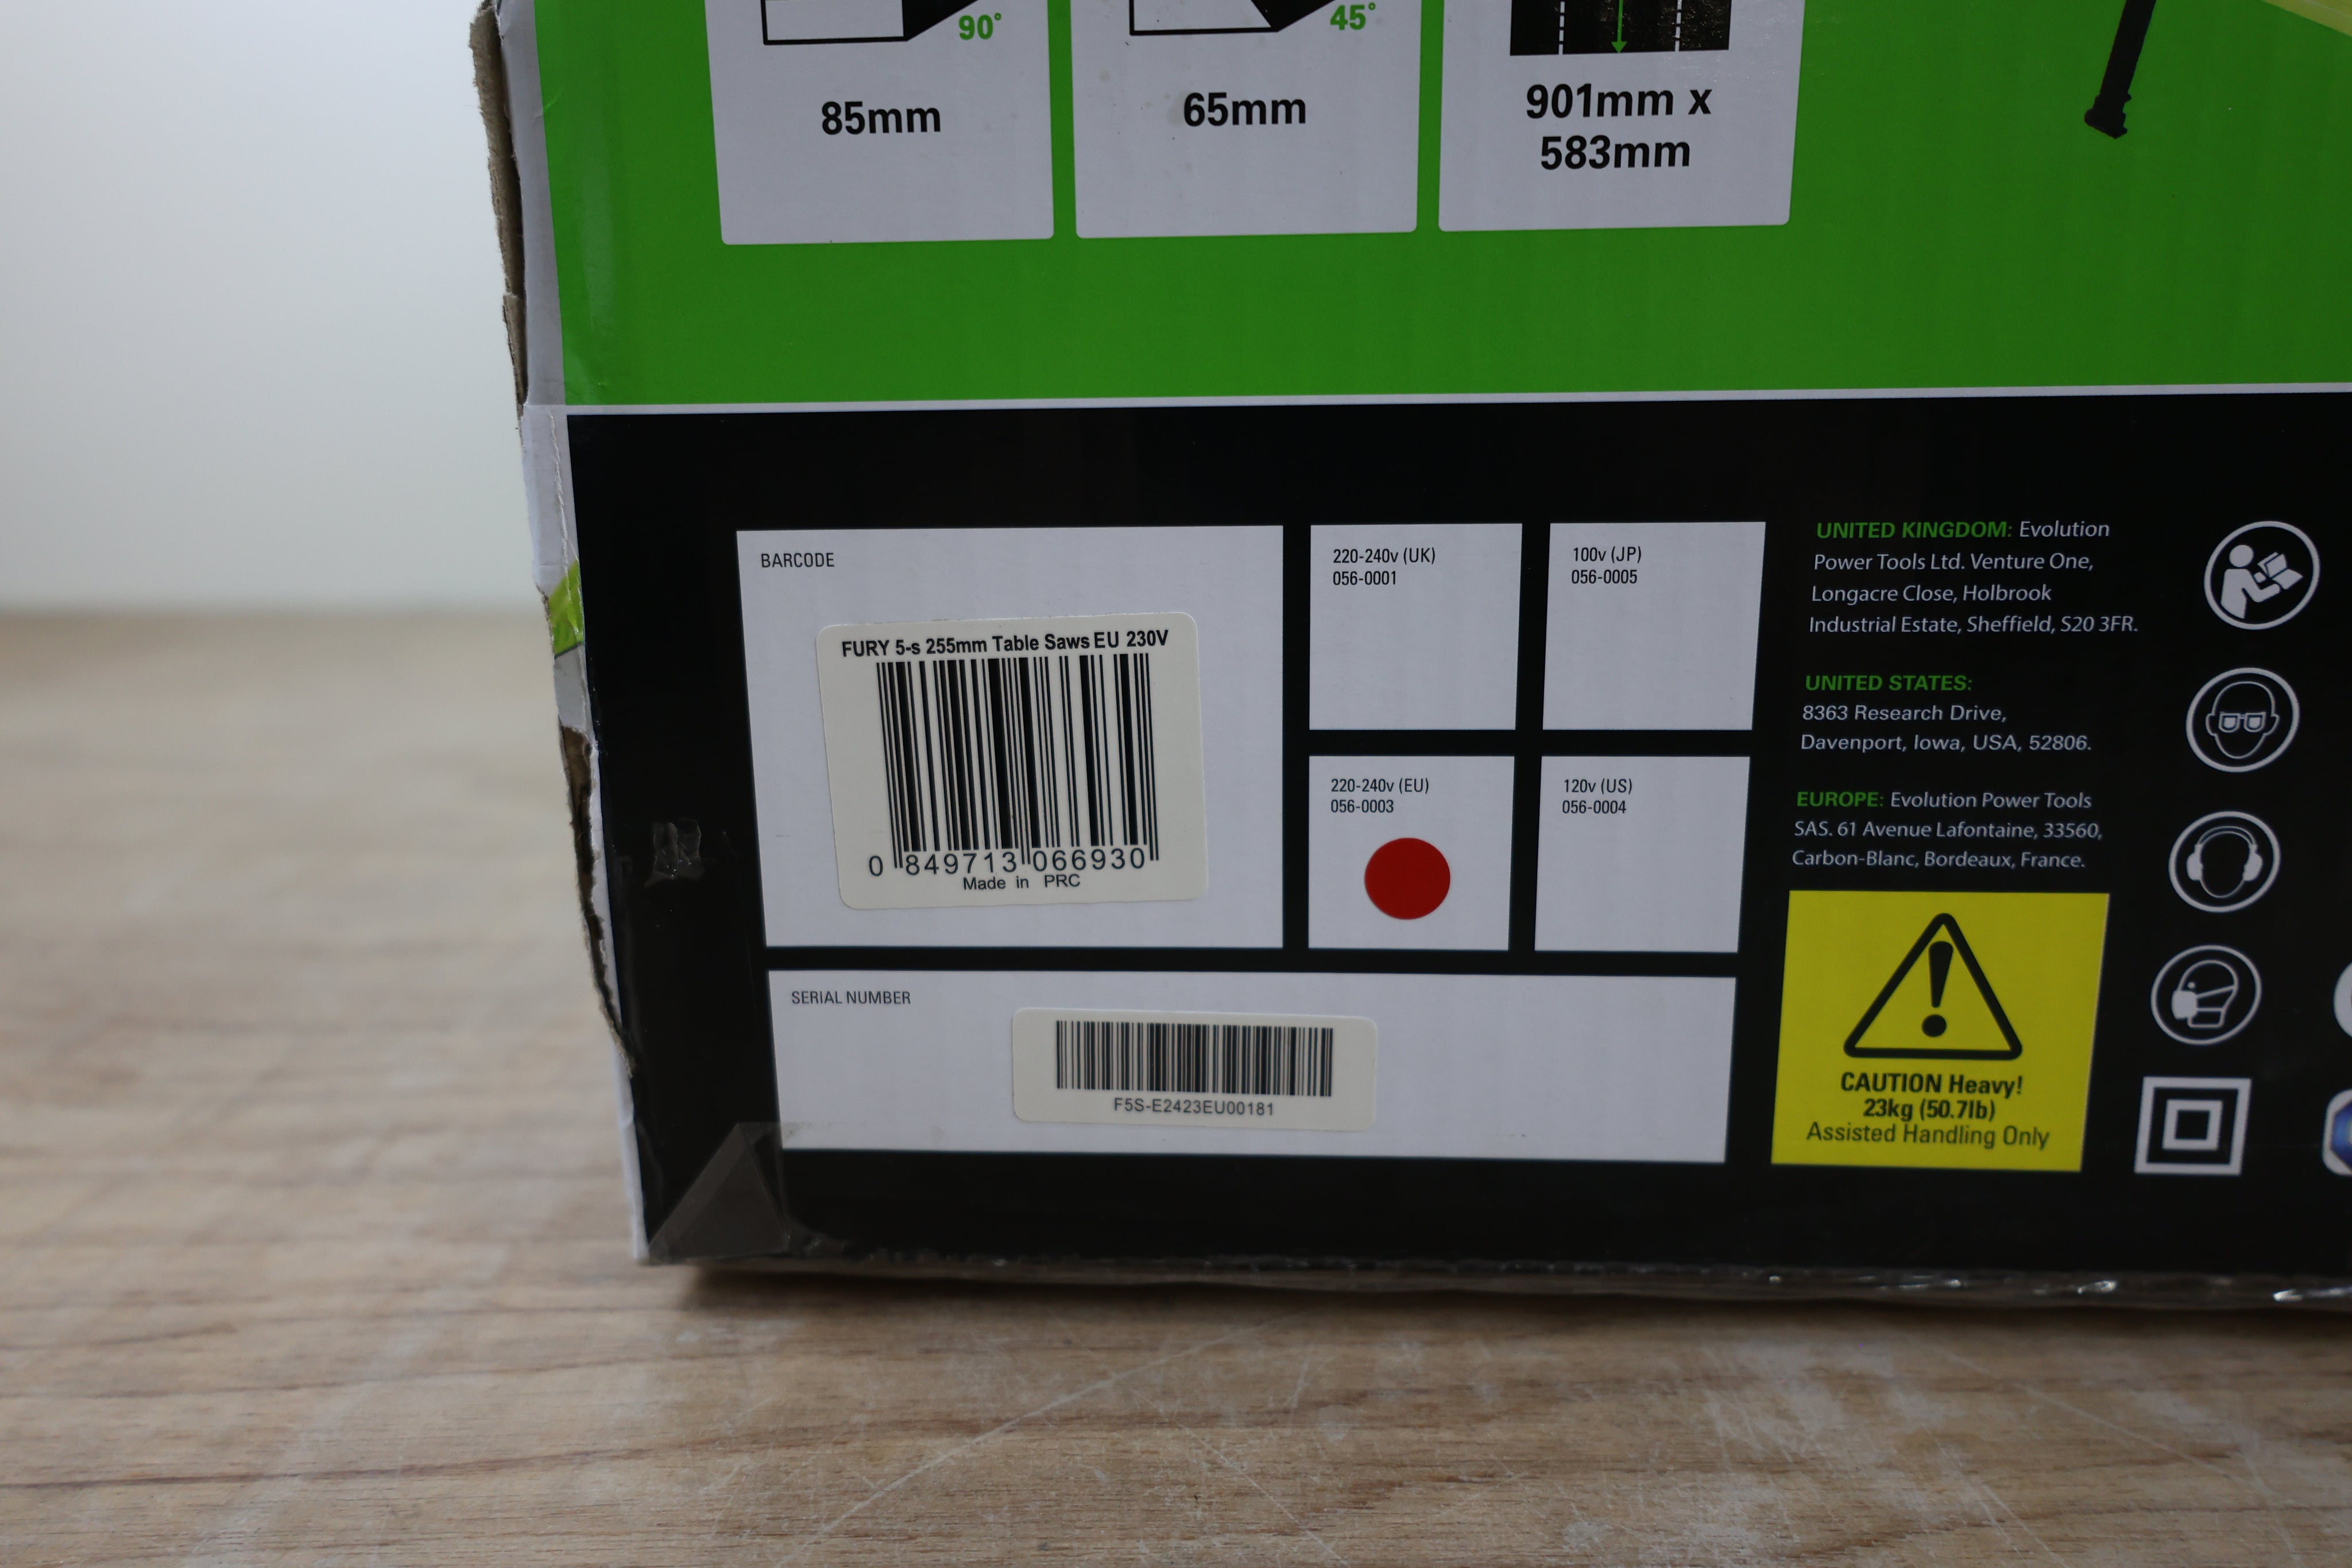 90°
45°
85mm
65mm
901mm x
583mm
BARCODE
FURY 5-s 255mm Table Saws EU 230V
0 849713 066930
Made in PRC
220-240v (UK)
056-0001
100v (JP)
056-0005
220-240v (EU)
056-0003
120v (US)
056-0004
SERIAL NUMBER
F5S-E2423EU00181
UNITED KINGDOM: Evolution
Power Tools Ltd. Venture One,
Longacre Close, Holbrook
Industrial Estate, Sheffield, S20 3FR.
UNITED STATES:
8363 Research Drive,
Davenport, Iowa, USA, 52806.
EUROPE: Evolution Power Tools
SAS. 61 Avenue Lafontaine, 33560,
Carbon-Blanc, Bordeaux, France.
CAUTION Heavy!
23kg (50.7lb)
Assisted Handling Only